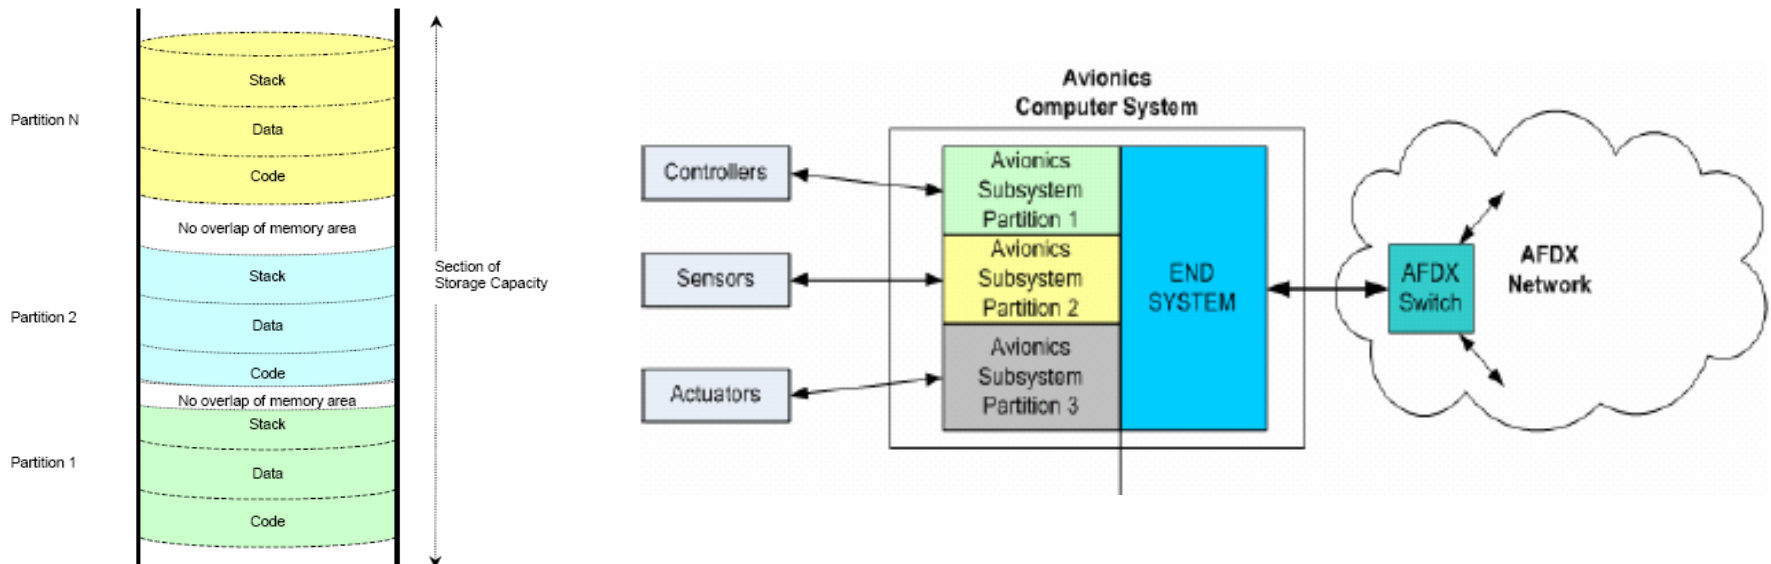 Partition N
Stack
Data
Code
No overlap of memory area
Partition 2
Stack
Data
Code
No overlap of memory area
Partition 1
Stack
Data
Code
Section of
Storage Capacity
Avionics
Computer System
Controllers
Sensors
Actuators
Avionics
Subsystem
Partition 1
Avionics
Subsystem
Partition 2
Avionics
Subsystem
Partition 3
END
SYSTEM
AFDX
Switch
AFDX
Network